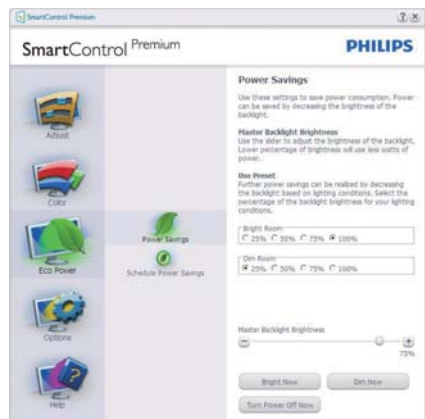 SmartControl Premium
SmartControl Premium
PHILIPS
Adjust
Color
Eco Power
Options
Help
Power Savings
Schedule Power Savings
Power Savings
Use these settings to save power consumption. Power
can be saved by decreasing the brightness of the
backlight.
Master Backlight Brightness
Use the slider to adjust the brightness of the backlight.
Lower percentage of brightness will use less watts of
power.
Use Preset
Further power savings can be realized by decreasing
the backlight based on lighting conditions. Select the
percentage of the backlight brightness for your lighting
conditions.
Bright Room
25% 50% 75% 100%
Dim Room
25% 50% 75% 100%
Master Backlight Brightness
75%
Bright Now
Dim Now
Turn Power Off Now